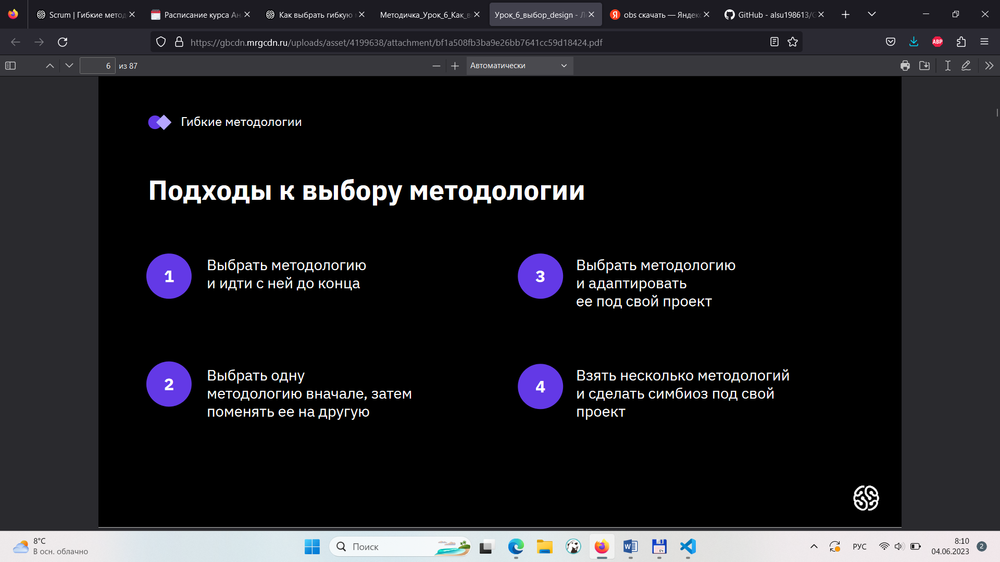 Scrum | Гибкие метод
Расписание курса Ан
Как выбрать гибкую
Методичка_Урок_6_Как_в
Урок_6_выбор_design - Л
obs скачать — Яндекс
GitHub - alsu198613/G
https://gbcdn.mrgcdn.ru/uploads/asset/4199638/attachment/bf1a508fb3ba9e26bb7641cc59d18424.pdf
ABP
6 из 87
Автоматически
Гибкие методологии
Подходы к выбору методологии
1
Выбрать методологию
и идти с ней до конца
2
Выбрать одну
методологию вначале, затем
поменять ее на другую
3
Выбрать методологию
и адаптировать
ее под свой проект
4
Взять несколько методологий
и сделать симбиоз под свой
проект
8°C
В осн. облачно
Поиск
РУС
8:10
04.06.2023
2